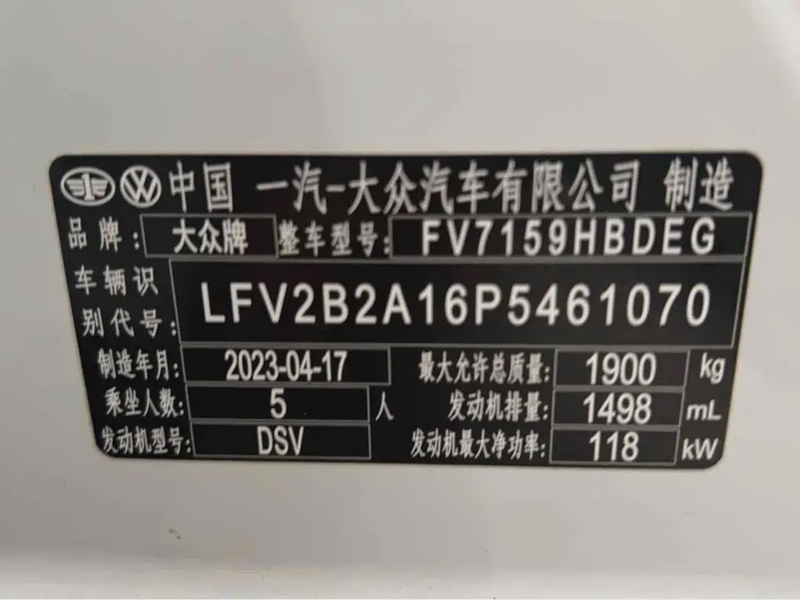 中国 一汽-大众汽车有限公司 制造
品牌: 大众牌 整车型号: FV7159HBDEG
车辆识别代号: LFV2B2A16P5461070
制造年月: 2023-04-17 最大允许总质量: 1900 kg
乘坐人数: 5 人 发动机排量: 1498 mL
发动机型号: DSV 发动机最大净功率: 118 kW